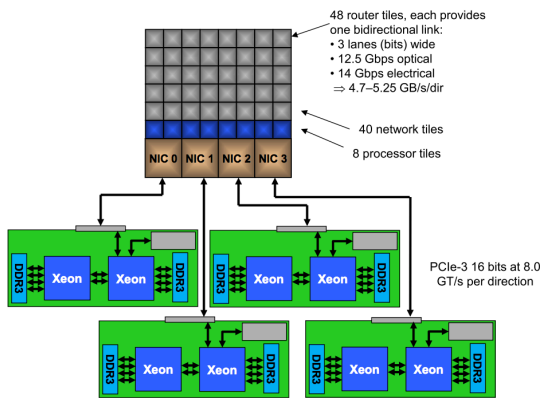 48 router tiles, each provides
one bidirectional link:
• 3 lanes (bits) wide
• 12.5 Gbps optical
• 14 Gbps electrical
⇒ 4.7–5.25 GB/s/dir
40 network tiles
8 processor tiles
NIC 0 NIC 1 NIC 2 NIC 3
DDR3 Xeon Xeon DDR3
DDR3 Xeon Xeon DDR3
PCIe-3 16 bits at 8.0
GT/s per direction
DDR3 Xeon Xeon DDR3
DDR3 Xeon Xeon DDR3